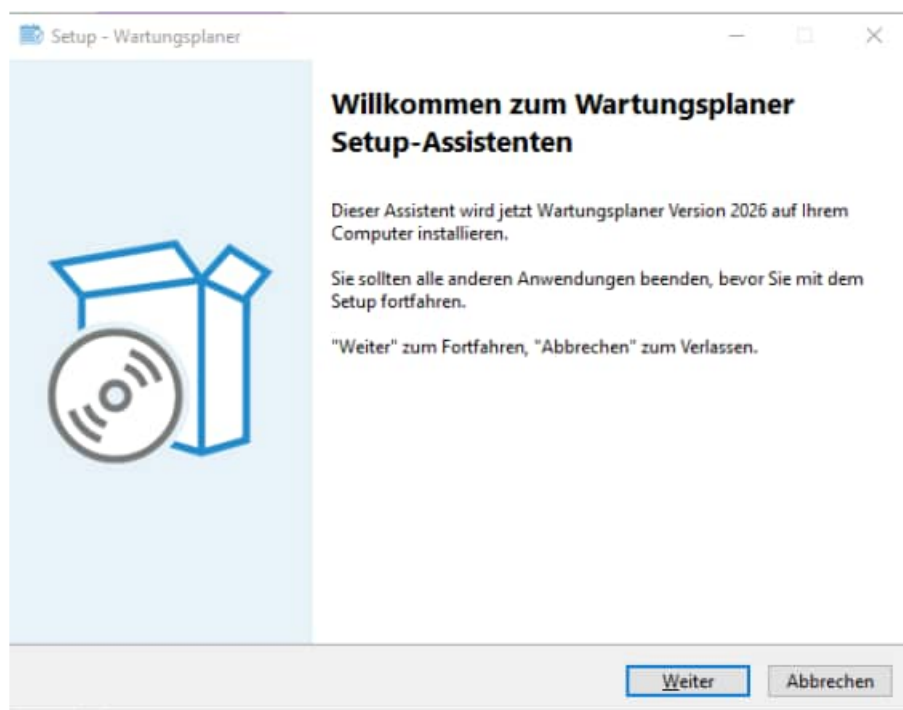 Setup - Wartungsplaner
Willkommen zum Wartungsplaner
Setup-Assistenten
Dieser Assistent wird jetzt Wartungsplaner Version 2026 auf Ihrem
Computer installieren.
Sie sollten alle anderen Anwendungen beenden, bevor Sie mit dem
Setup fortfahren.
"Weiter" zum Fortfahren, "Abbrechen" zum Verlassen.
Weiter
Abbrechen